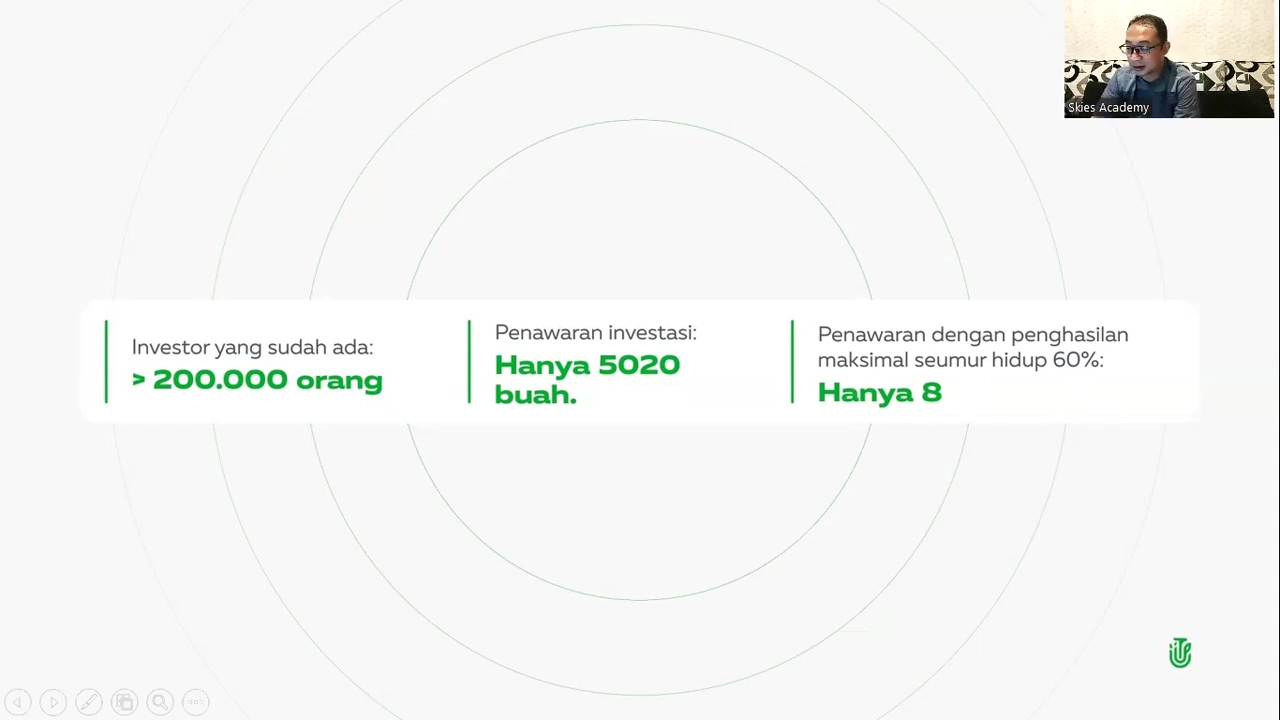 Skies Academy
Investor yang sudah ada:
> 200.000 orang
Penawaran investasi:
Hanya 5020
buah.
Penawaran dengan penghasilan
maksimal seumur hidup 60%:
Hanya 8